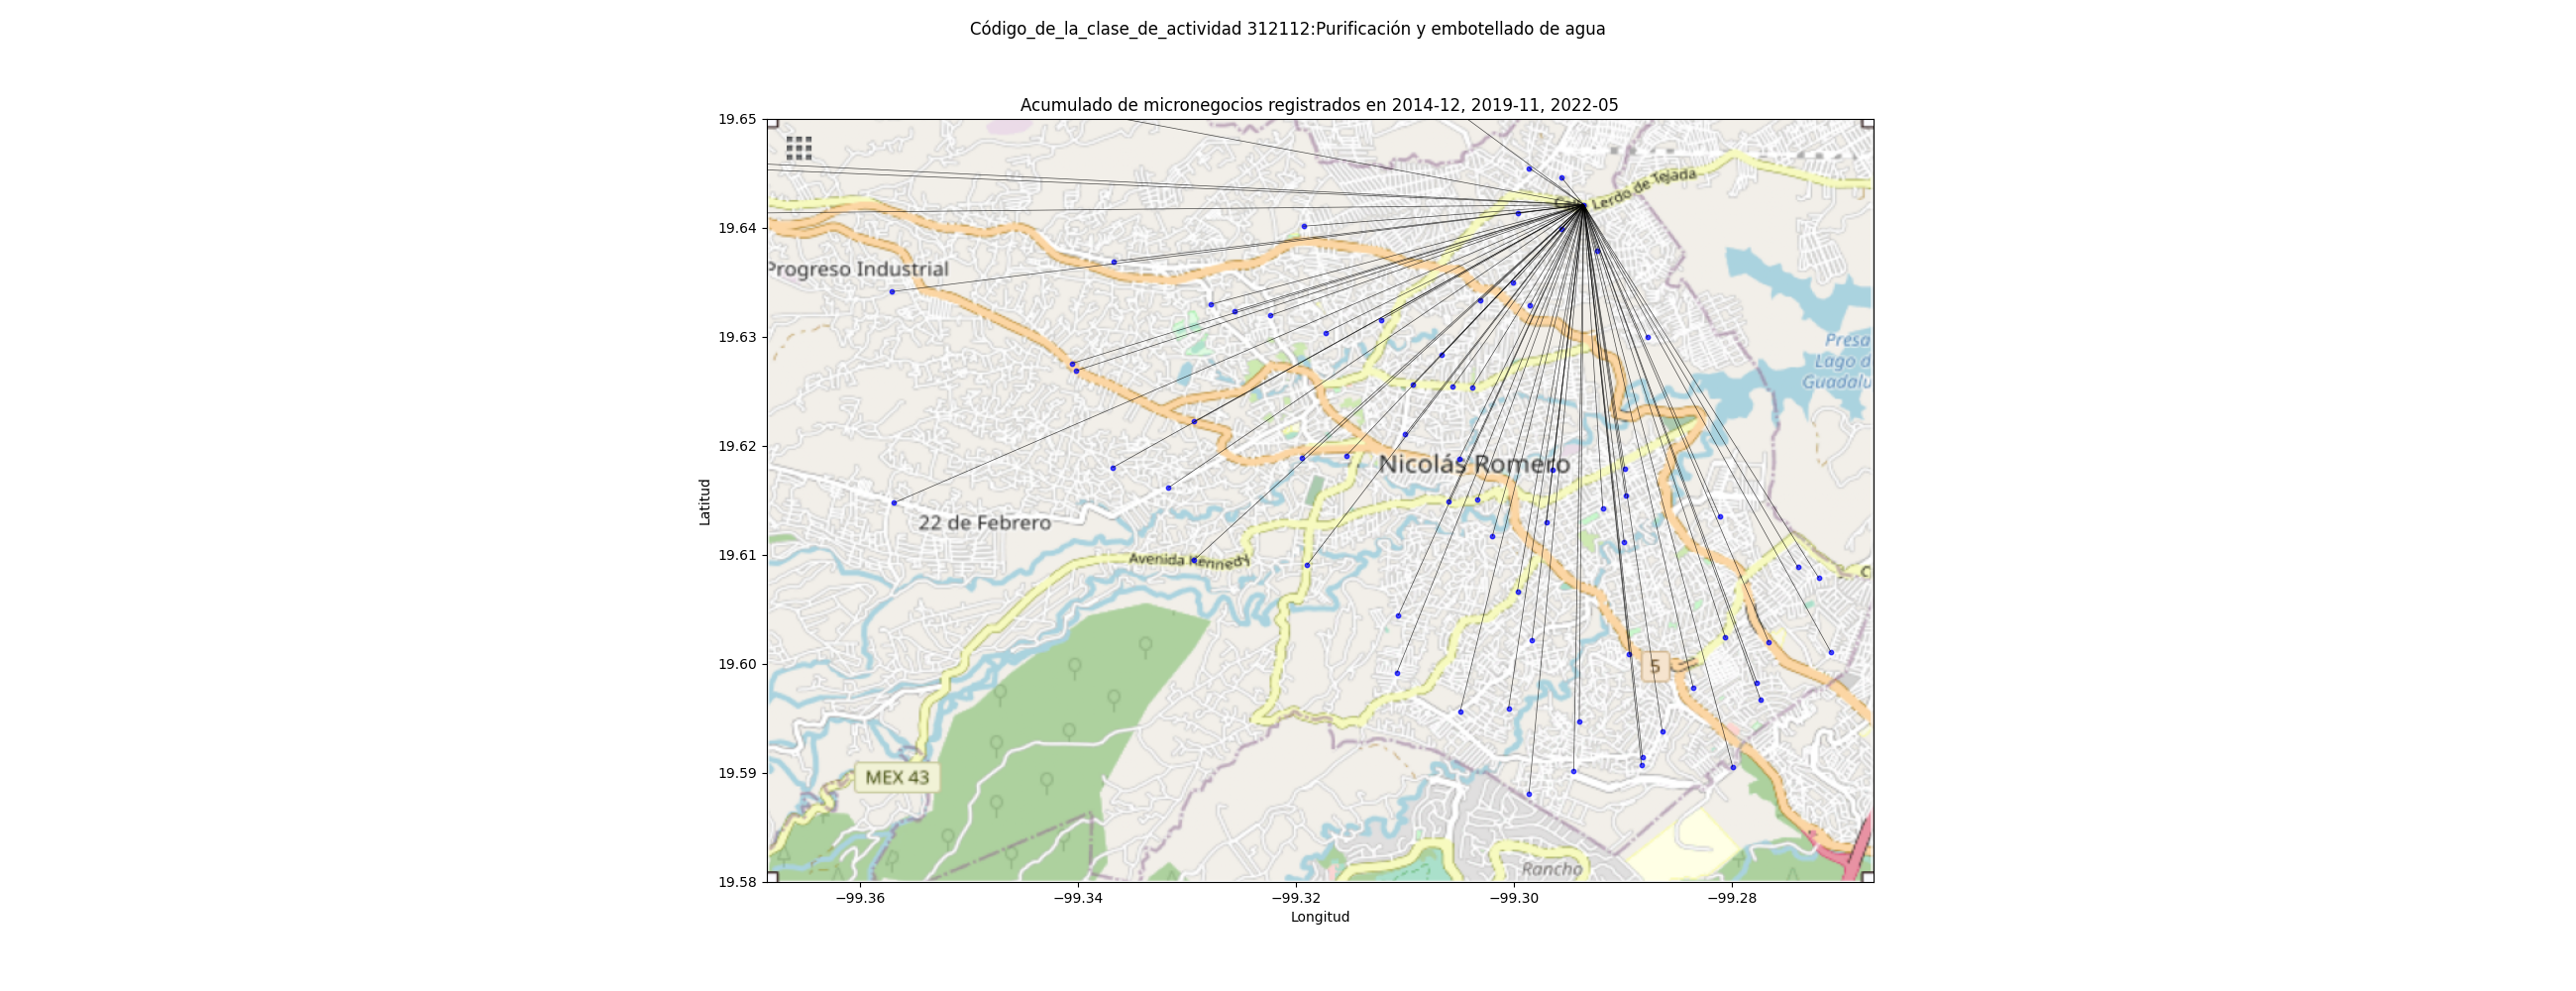 Código_de_la_clase_de_actividad 312112:Purificación y embotellado de agua
Acumulado de micronegocios registrados en 2014-12, 2019-11, 2022-05
19.65
19.64
19.63
19.62
19.61
19.60
19.59
19.58
Latitud
Lerdo de Tejada
Progreso Industrial
Presa
Lago d
Guadalu
Nicolás Romero
22 de Febrero
Avenida Kennedy
C
5
MEX 43
Rancho
−99.36
−99.34
−99.32
−99.30
−99.28
Longitud